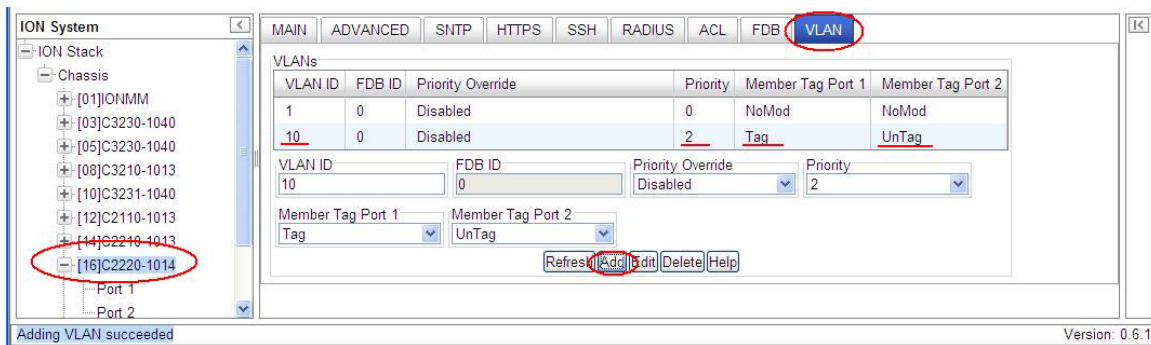 ION System
ION Stack
Chassis
[01]IONMM
[03]C3230-1040
[05]C3230-1040
[08]C3210-1013
[10]C3231-1040
[12]C2110-1013
[14]C2210-1013
[16]C2220-1014
Port 1
Port 2
MAIN ADVANCED SNTP HTTPS SSH RADIUS ACL FDB VLAN
VLANs
VLAN ID FDB ID Priority Override Priority Member Tag Port 1 Member Tag Port 2
1 0 Disabled 0 NoMod NoMod
10 0 Disabled 2 Tag UnTag
VLAN ID FDB ID Priority Override Priority
10 0 Disabled 2
Member Tag Port 1 Member Tag Port 2
Tag UnTag
Refresh Add Edit Delete Help
Adding VLAN succeeded Version: 0.6.1